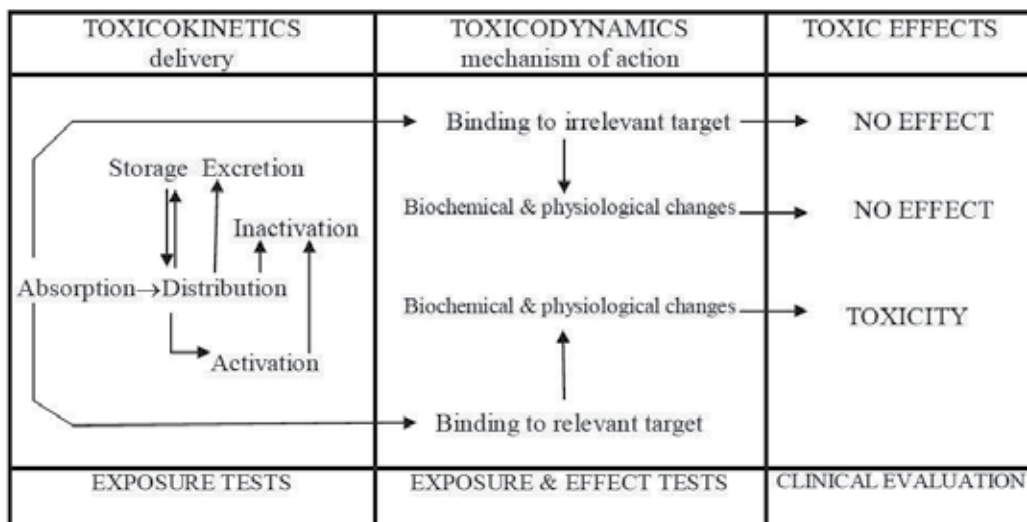 TOXICOKINETICS
delivery
TOXICODYNAMICS
mechanism of action
TOXIC EFFECTS
Binding to irrelevant target
NO EFFECT
Storage Excretion
Biochemical & physiological changes
NO EFFECT
Inactivation
Absorption→Distribution
Biochemical & physiological changes
TOXICITY
Activation
Binding to relevant target
EXPOSURE TESTS
EXPOSURE & EFFECT TESTS
CLINICAL EVALUATION